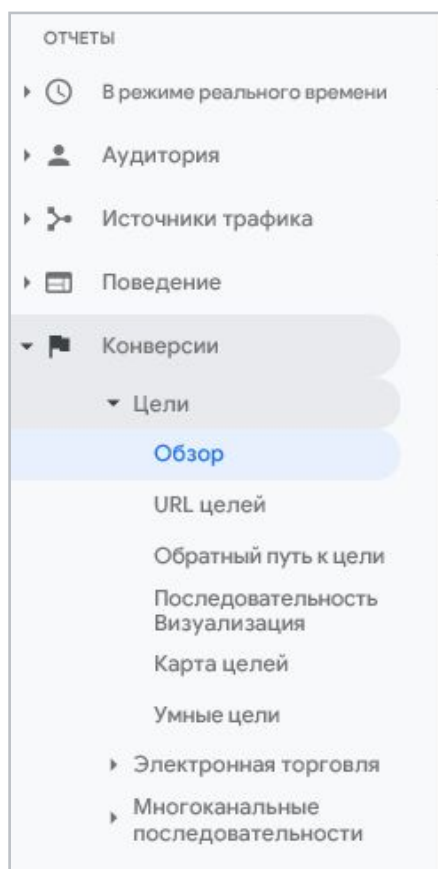 ОТЧЕТЫ
В режиме реального времени
Аудитория
Источники трафика
Поведение
Конверсии
Цели
Обзор
URL целей
Обратный путь к цели
Последовательность
Визуализация
Карта целей
Умные цели
Электронная торговля
Многоканальные
последовательности